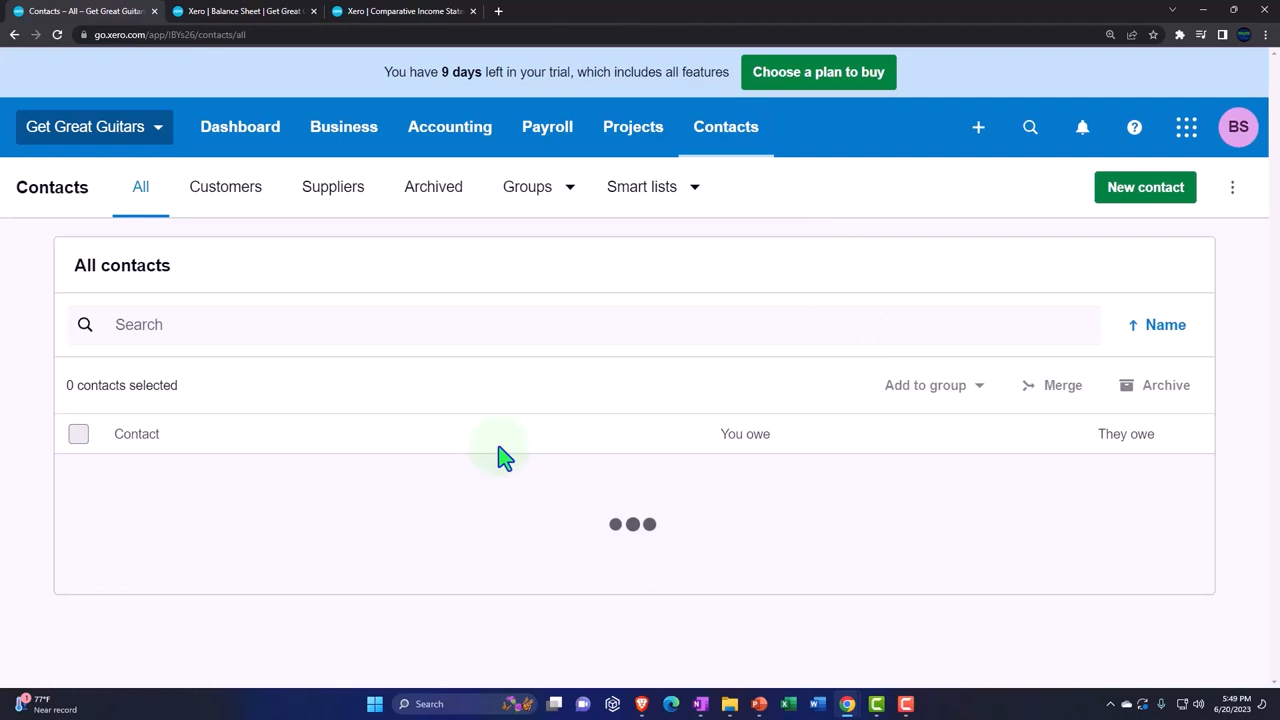 Contacts – All – Get Great Guitars
Xero | Balance Sheet | Get Great G
Xero | Comparative Income State
go.xero.com/app/!BYs26/contacts/all
You have 9 days left in your trial, which includes all features
Choose a plan to buy
Get Great Guitars
Dashboard
Business
Accounting
Payroll
Projects
Contacts
BS
Contacts
All
Customers
Suppliers
Archived
Groups
Smart lists
New contact
All contacts
Search
Name
0 contacts selected
Add to group
Merge
Archive
Contact
You owe
They owe
1
77°F
Near record
Search
5:49 PM
6/20/2023